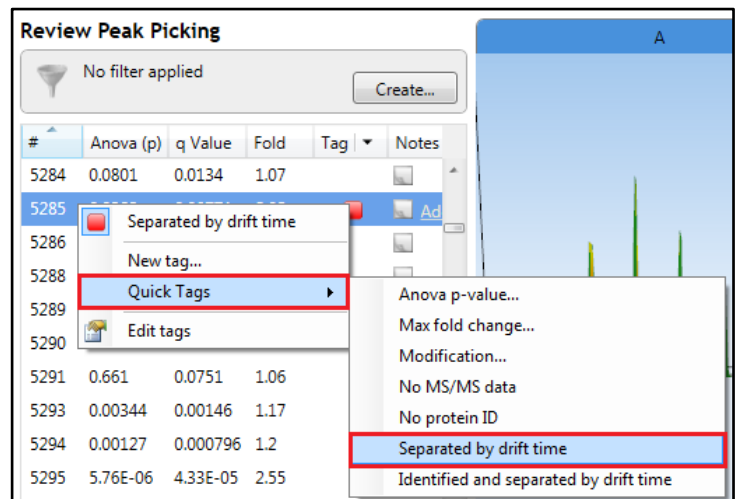 Review Peak Picking
A
No filter applied
Create...
# Anova (p) q Value Fold Tag Notes
5284 0.0801 0.0134 1.07
5285 Ad
Separated by drift time
5286
New tag...
5288
Quick Tags
Anova p-value...
5289
Max fold change...
Edit tags
5290
Modification...
5291 0.661 0.0751 1.06
No MS/MS data
5293 0.00344 0.00146 1.17
No protein ID
5294 0.00127 0.000796 1.2
Separated by drift time
5295 5.76E-06 4.33E-05 2.55
Identified and separated by drift time